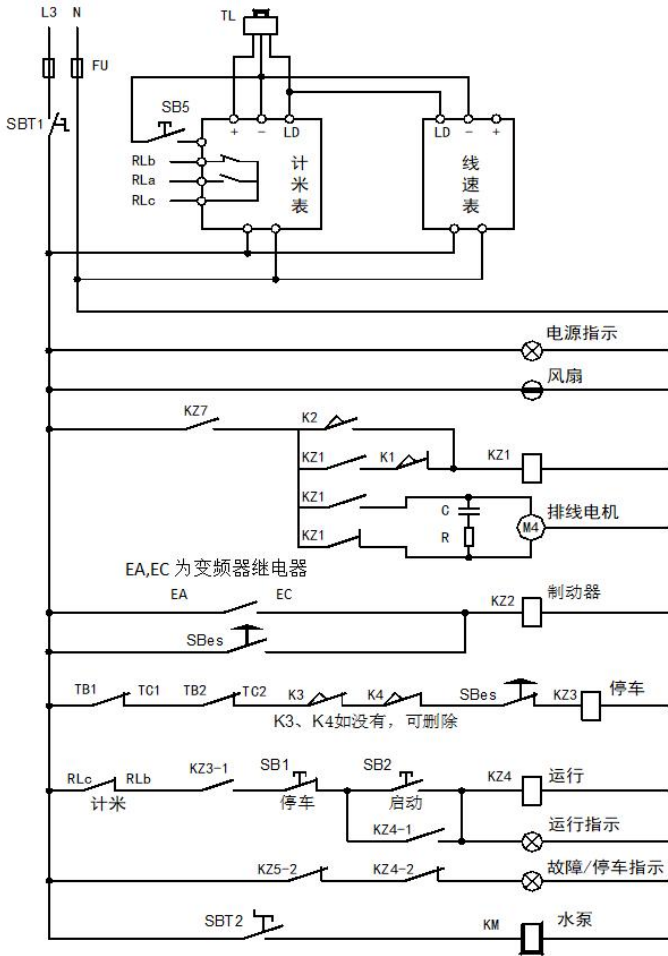 L3 N TL
FU
SBT1 SB5
+ - LD LD - +
RLb
RLa
RLc
计米表 线速表
电源指示
风扇
KZ7 K2
KZ1 K1 KZ1
KZ1 C M4 排线电机
KZ1 R
EA,EC 为变频器继电器
EA EC KZ2 制动器
SBes
TB1 TC1 TB2 TC2 K3 K4 SBes KZ3 停车
K3、K4如没有，可删除
RLc RLb KZ3-1 SB1 SB2 KZ4 运行
计米 停车 启动
KZ4-1 运行指示
KZ5-2 KZ4-2 故障/停车指示
SBT2 KM 水泵